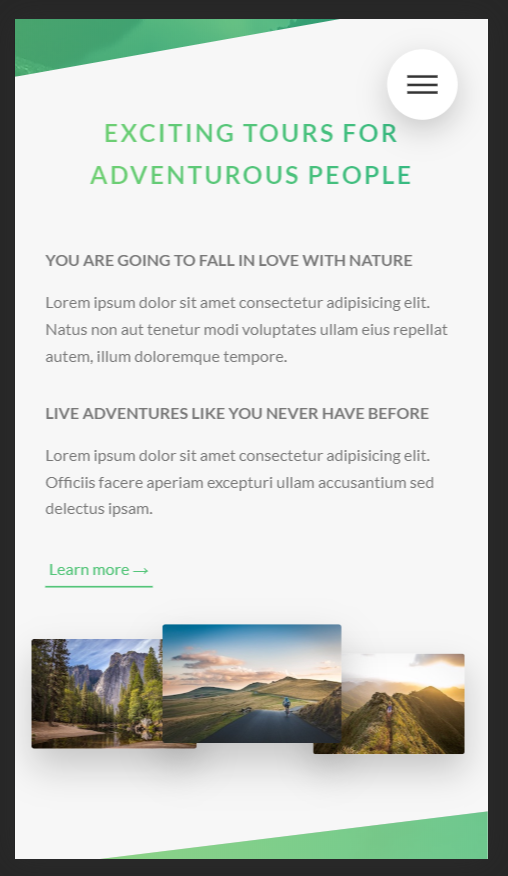 EXCITING TOURS FOR
ADVENTUROUS PEOPLE
YOU ARE GOING TO FALL IN LOVE WITH NATURE
Lorem ipsum dolor sit amet consectetur adipisicing elit.
Natus non aut tenetur modi voluptates ullam eius repellat
autem, illum doloremque tempore.
LIVE ADVENTURES LIKE YOU NEVER HAVE BEFORE
Lorem ipsum dolor sit amet consectetur adipisicing elit.
Officiis facere aperiam excepturi ullam accusantium sed
delectus ipsam.
Learn more →